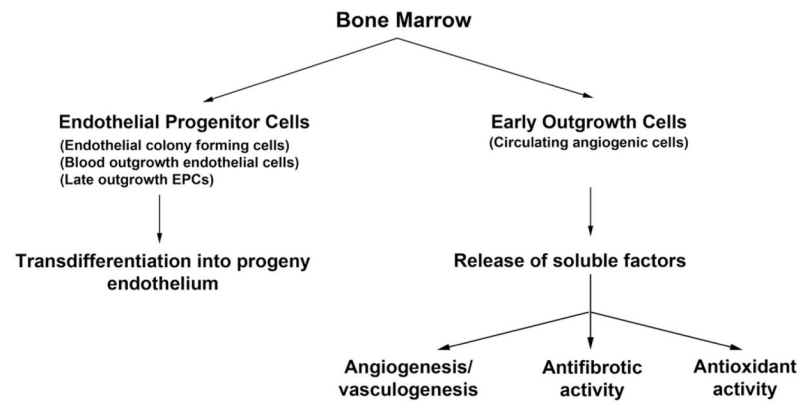 Bone Marrow
Endothelial Progenitor Cells
(Endothelial colony forming cells)
(Blood outgrowth endothelial cells)
(Late outgrowth EPCs)
Early Outgrowth Cells
(Circulating angiogenic cells)
Transdifferentiation into progeny
endothelium
Release of soluble factors
Angiogenesis/
vasculogenesis
Antifibrotic
activity
Antioxidant
activity